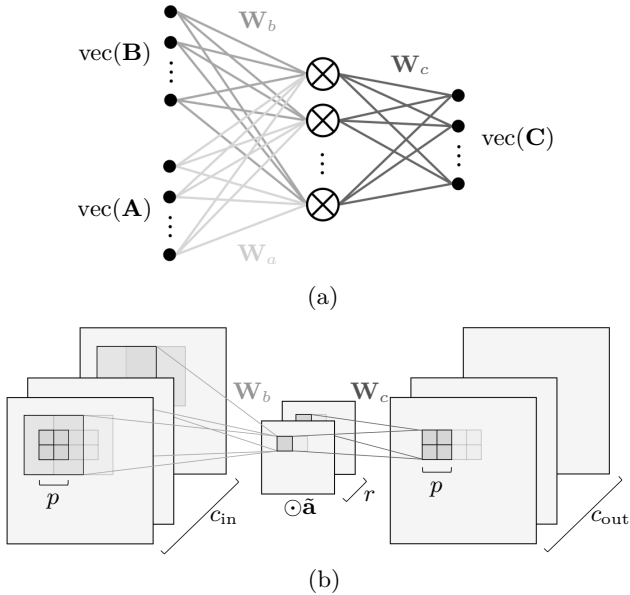 W_b
vec(B)
W_c
vec(C)
vec(A)
W_a
(a)
W_b
W_c
p
c_in
⊙ã
r
p
c_out
(b)